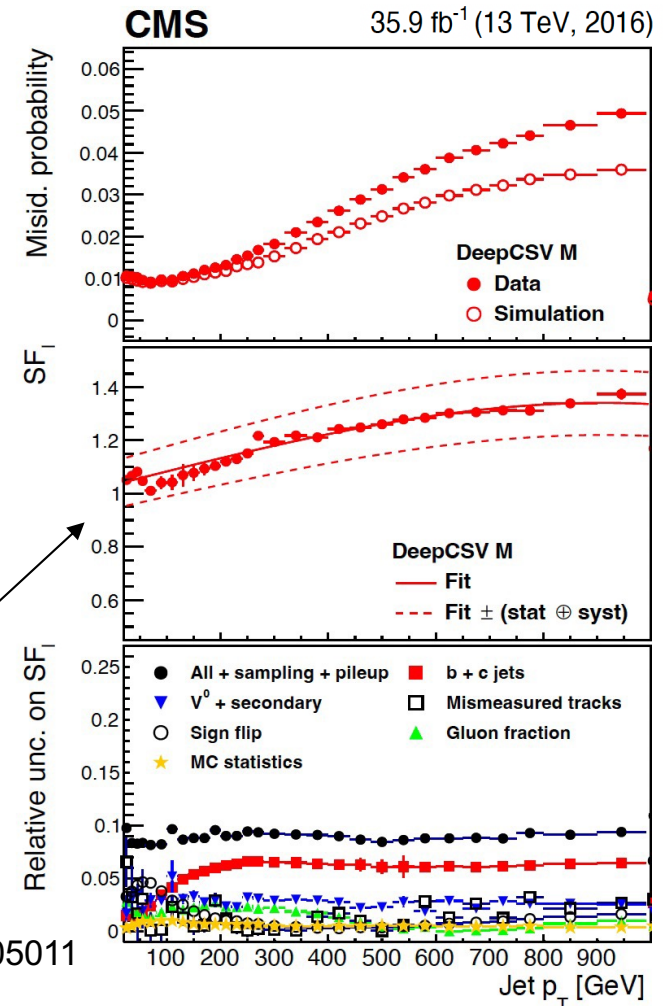 CMS 35.9 fb⁻¹ (13 TeV, 2016)
Misid. probability
0.06
0.05
0.04
0.03
0.02
0.01
0
DeepCSV M
Data
Simulation
SF_l
1.4
1.2
1
0.8
0.6
DeepCSV M
Fit
Fit ± (stat ⊕ syst)
Relative unc. on SF_l
0.25
0.2
0.15
0.1
0.05
0
All + sampling + pileup
b + c jets
V⁰ + secondary
Mismeasured tracks
Sign flip
Gluon fraction
MC statistics
100 200 300 400 500 600 700 800 900
Jet p_T [GeV]
05011